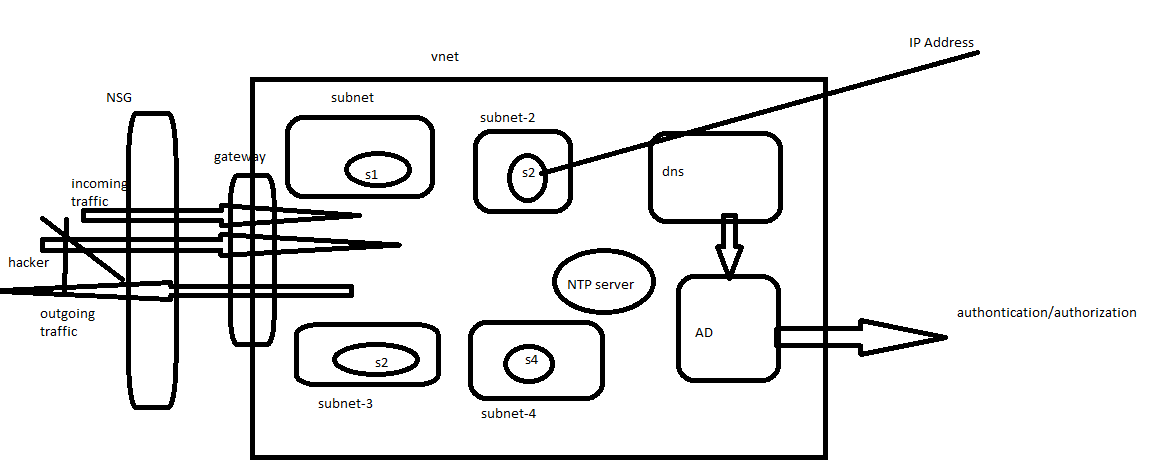 IP Address
vnet
NSG
subnet
subnet-2
gateway
s1
s2
dns
incoming
traffic
hacker
NTP server
outgoing
traffic
authontication/authorization
AD
s2
s4
subnet-3
subnet-4